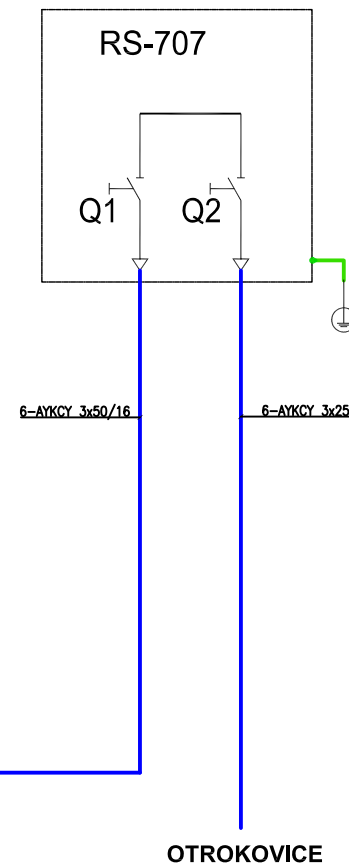 RS-707
Q1
Q2
6-AYKCY 3x50/16
6-AYKCY 3x25
OTROKOVICE